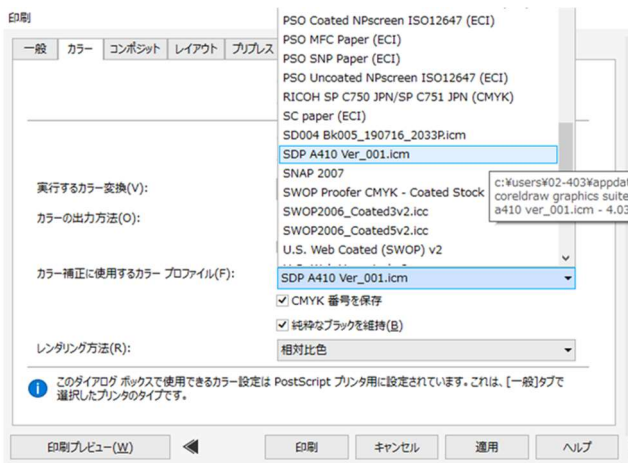 印刷
一般 カラー コンポジット レイアウト プリプレス
PSO Coated NPscreen ISO12647 (ECI)
PSO MFC Paper (ECI)
PSO SNP Paper (ECI)
PSO Uncoated NPscreen ISO12647 (ECI)
RICOH SP C750 JPN/SP C751 JPN (CMYK)
SC paper (ECI)
SD004 Bk005_190716_2033P.icm
SDP A410 Ver_001.icm
SNAP 2007
SWOP Proofer CMYK - Coated Stock
SWOP2006_Coated3v2.icc
SWOP2006_Coated5v2.icc
U.S. Web Coated (SWOP) v2
c:¥users¥02-403¥appdat
coreldraw graphics suite
a410 ver_001.icm - 4.03
実行するカラー変換(V):
カラーの出力方法(O):
カラー補正に使用するカラー プロファイル(F):
SDP A410 Ver_001.icm
CMYK 番号を保存
純粋なブラックを維持(B)
レンダリング方法(R):
相対比色
このダイアログ ボックスで使用できるカラー設定は PostScript プリンタ用に設定されています。これは、[一般]タブで
選択したプリンタのタイプです。
印刷プレビュー(W) 印刷 キャンセル 適用 ヘルプ